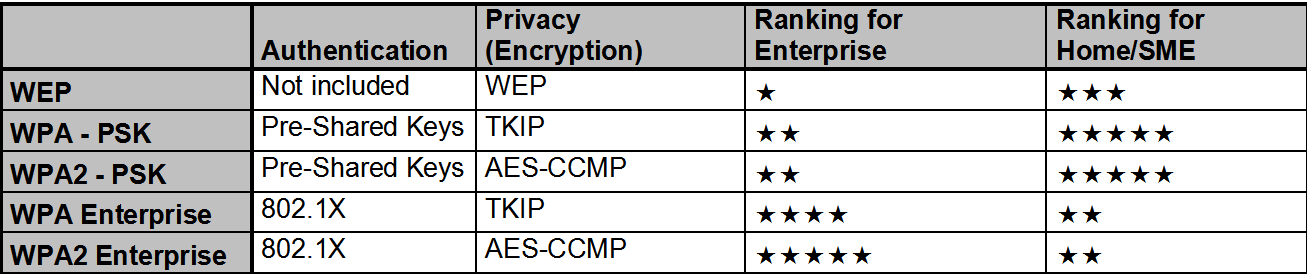 Authentication Privacy (Encryption) Ranking for Enterprise Ranking for Home/SME
WEP Not included WEP ★ ★★★
WPA - PSK Pre-Shared Keys TKIP ★★ ★★★★★
WPA2 - PSK Pre-Shared Keys AES-CCMP ★★ ★★★★★
WPA Enterprise 802.1X TKIP ★★★★ ★★
WPA2 Enterprise 802.1X AES-CCMP ★★★★★ ★★